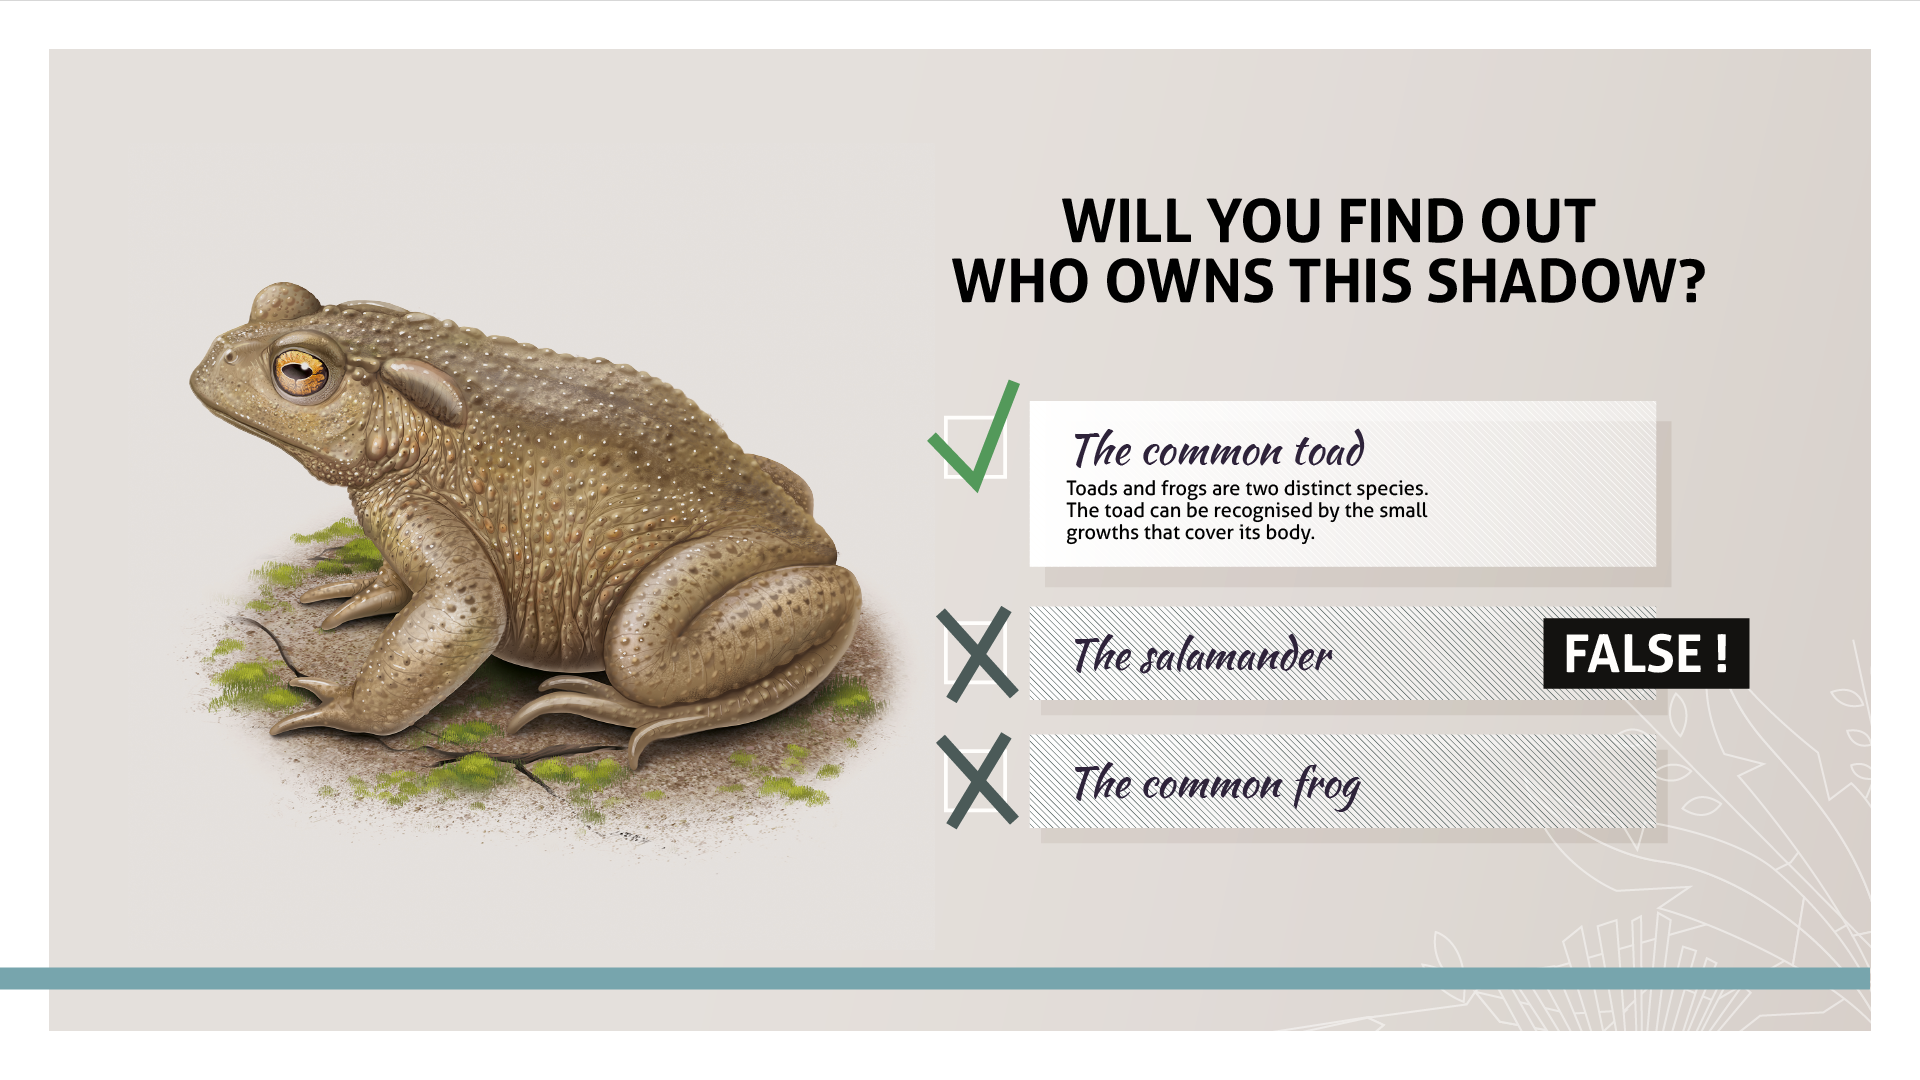 WILL YOU FIND OUT
WHO OWNS THIS SHADOW?
The common toad
Toads and frogs are two distinct species.
The toad can be recognised by the small
growths that cover its body.
The salamander
FALSE !
The common frog